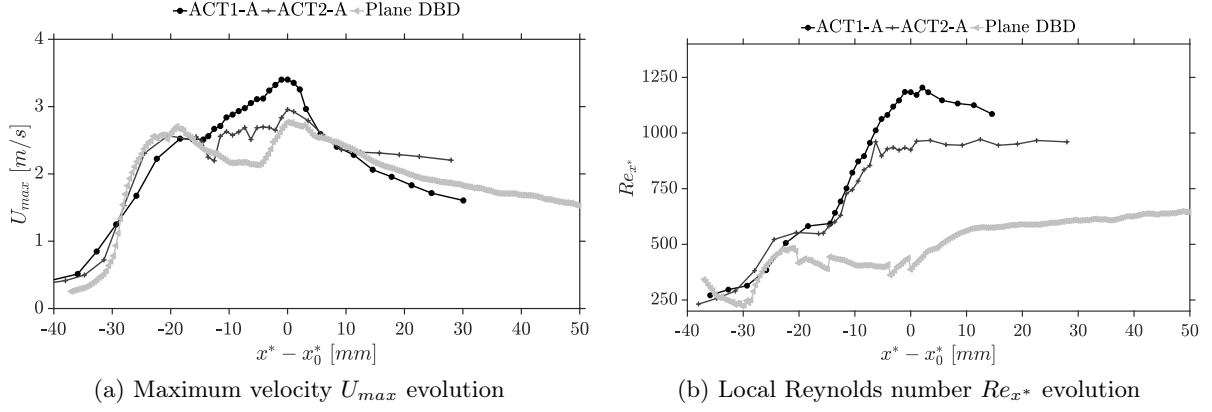 ACT1-A ACT2-A Plane DBD
4
3
2
1
0
U_max [m/s]
-40 -30 -20 -10 0 10 20 30 40 50
x* − x*_0 [mm]
(a) Maximum velocity U_max evolution
ACT1-A ACT2-A Plane DBD
1250
1000
750
500
250
Re_x*
-40 -30 -20 -10 0 10 20 30 40 50
x* − x*_0 [mm]
(b) Local Reynolds number Re_x* evolution